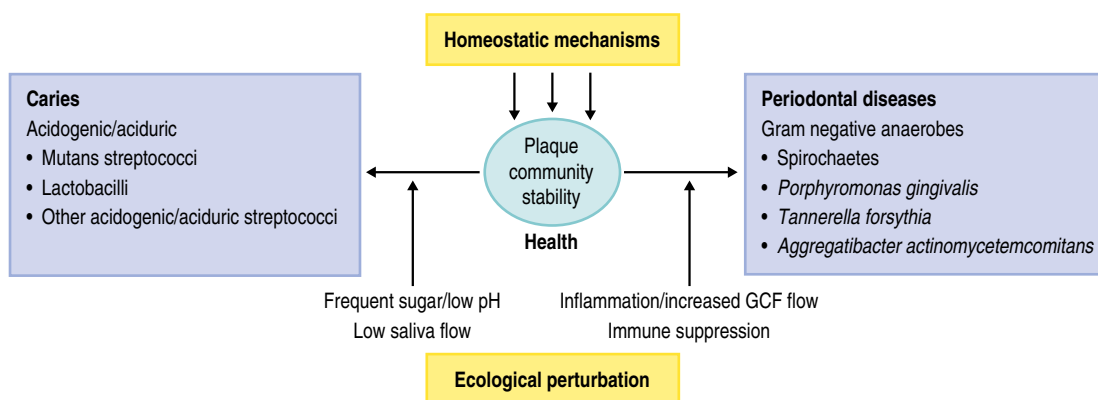 Homeostatic mechanisms
Caries
Acidogenic/aciduric
• Mutans streptococci
• Lactobacilli
• Other acidogenic/aciduric streptococci
Plaque
community
stability
Health
Periodontal diseases
Gram negative anaerobes
• Spirochaetes
• Porphyromonas gingivalis
• Tannerella forsythia
• Aggregatibacter actinomycetemcomitans
Frequent sugar/low pH
Low saliva flow
Inflammation/increased GCF flow
Immune suppression
Ecological perturbation